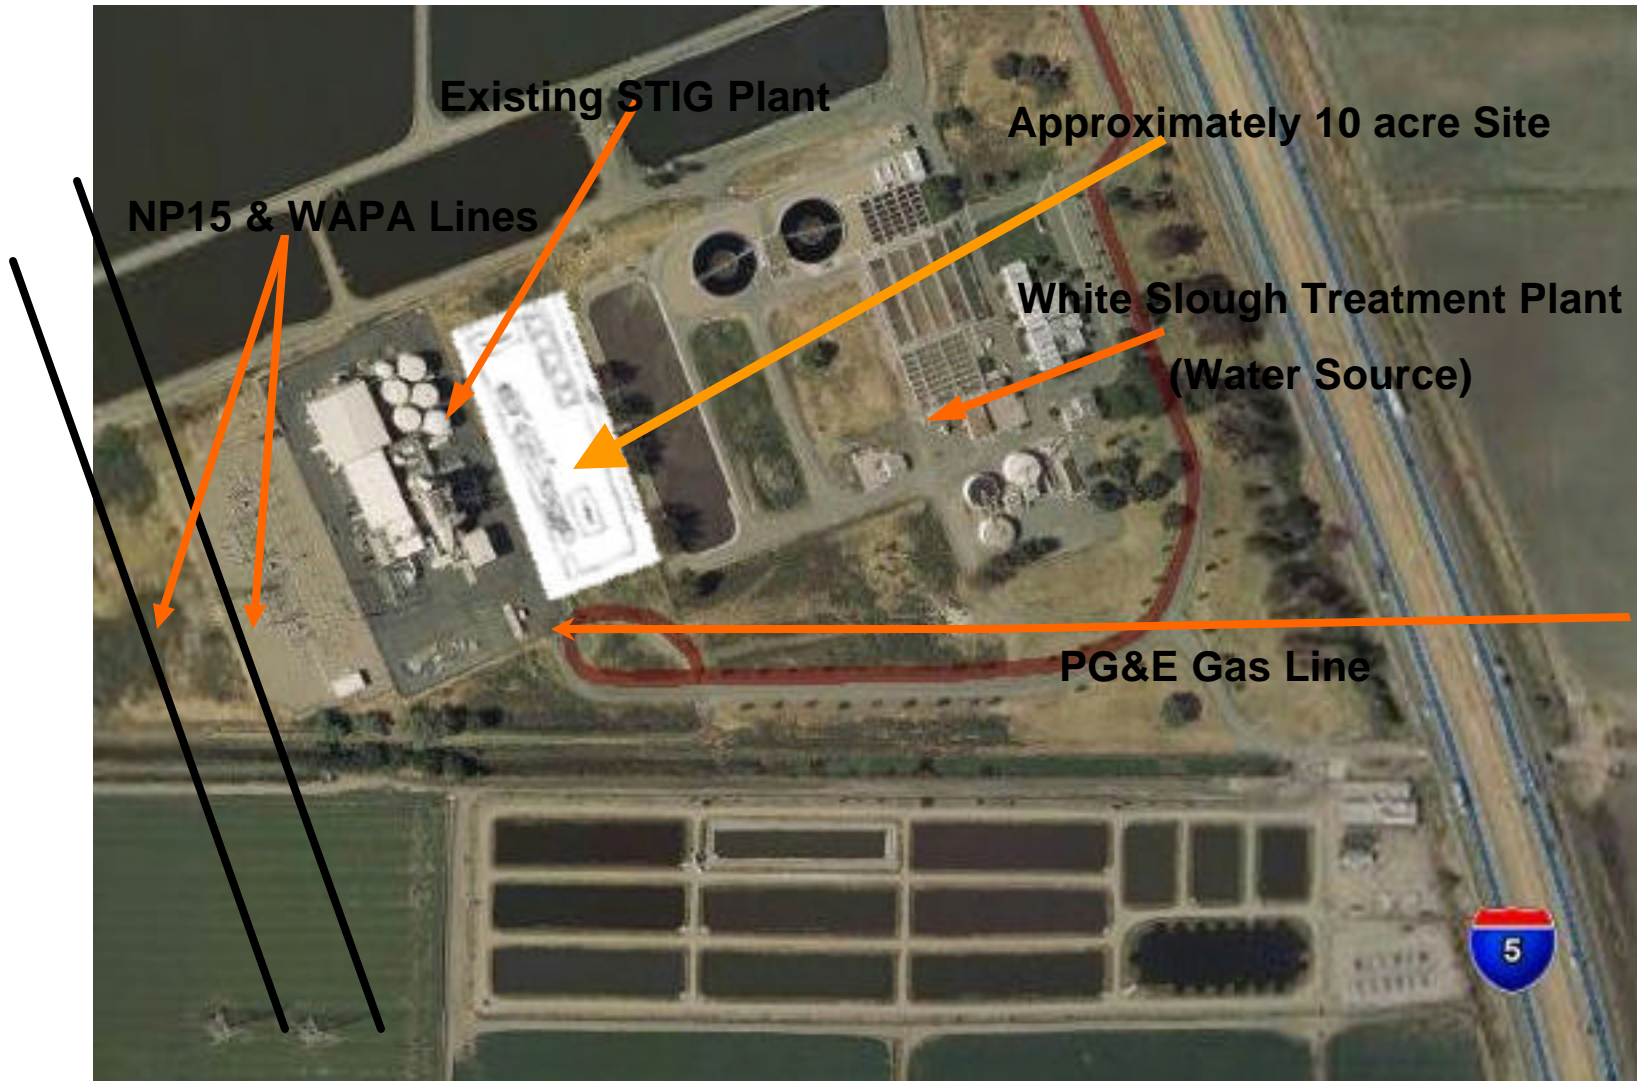 Existing STIG Plant
Approximately 10 acre Site
NP15 & WAPA Lines
White Slough Treatment Plant
(Water Source)
PG&E Gas Line
5